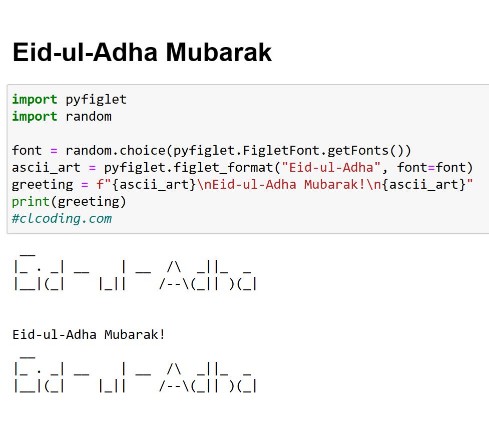 Eid-ul-Adha Mubarak
import pyfiglet
import random
font = random.choice(pyfiglet.FigletFont.getFonts())
ascii_art = pyfiglet.figlet_format("Eid-ul-Adha", font=font)
greeting = f"{ascii_art}\nEid-ul-Adha Mubarak!\n{ascii_art}"
print(greeting)
#clcoding.com
 __
|_ . _| __    | __  /\  _||_  _
|__|(_|    |_||    /--\(_|| )(_|
Eid-ul-Adha Mubarak!
 __
|_ . _| __    | __  /\  _||_  _
|__|(_|    |_||    /--\(_|| )(_|